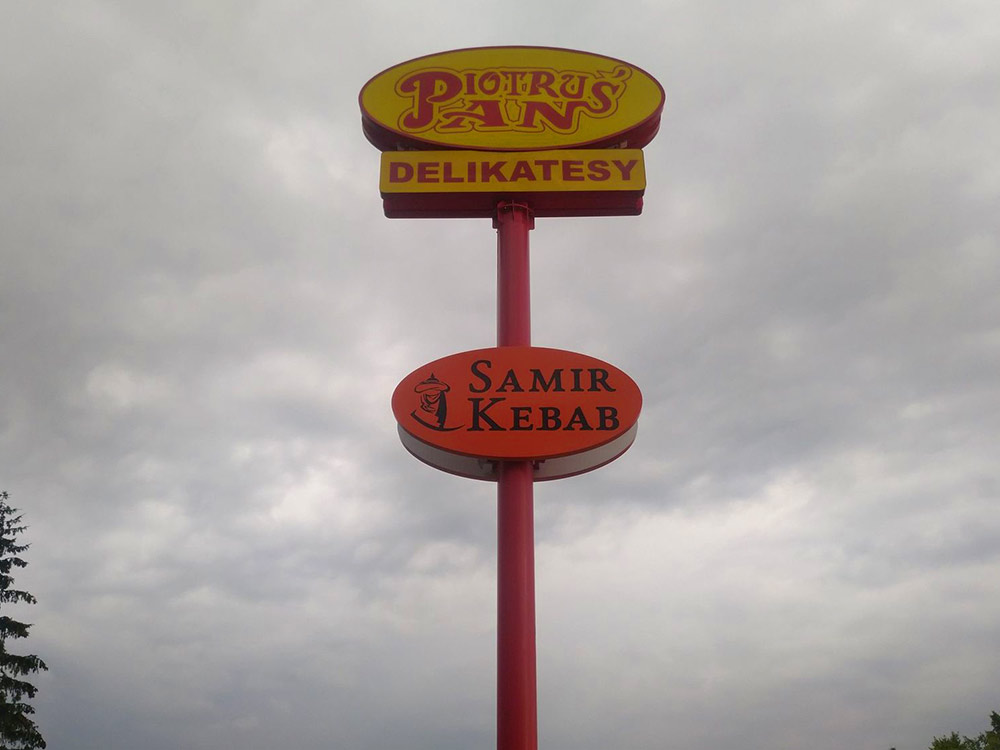 Piotruś
Pan
DELIKATESY
Samir
Kebab